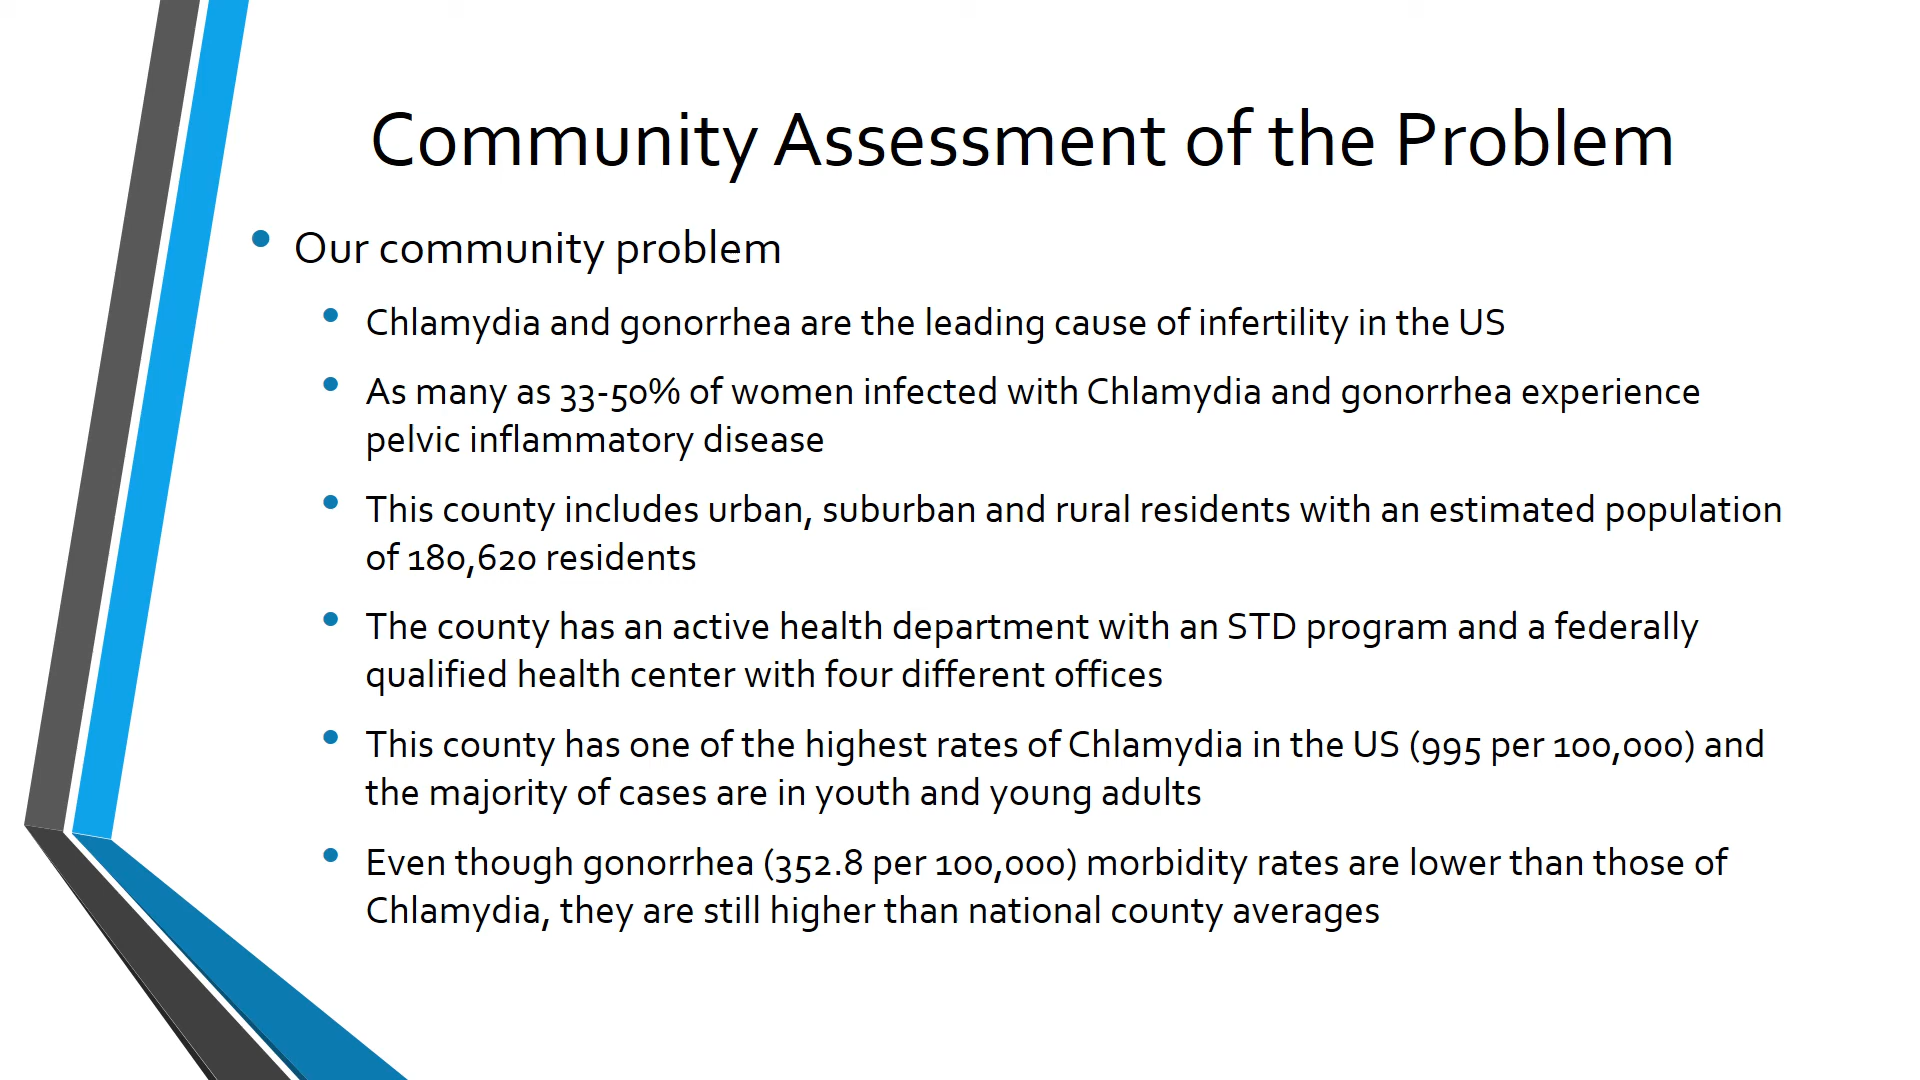 Community Assessment of the Problem
Our community problem
Chlamydia and gonorrhea are the leading cause of infertility in the US
As many as 33-50% of women infected with Chlamydia and gonorrhea experience
pelvic inflammatory disease
This county includes urban, suburban and rural residents with an estimated population
of 180,620 residents
The county has an active health department with an STD program and a federally
qualified health center with four different offices
This county has one of the highest rates of Chlamydia in the US (995 per 100,000) and
the majority of cases are in youth and young adults
Even though gonorrhea (352.8 per 100,000) morbidity rates are lower than those of
Chlamydia, they are still higher than national county averages